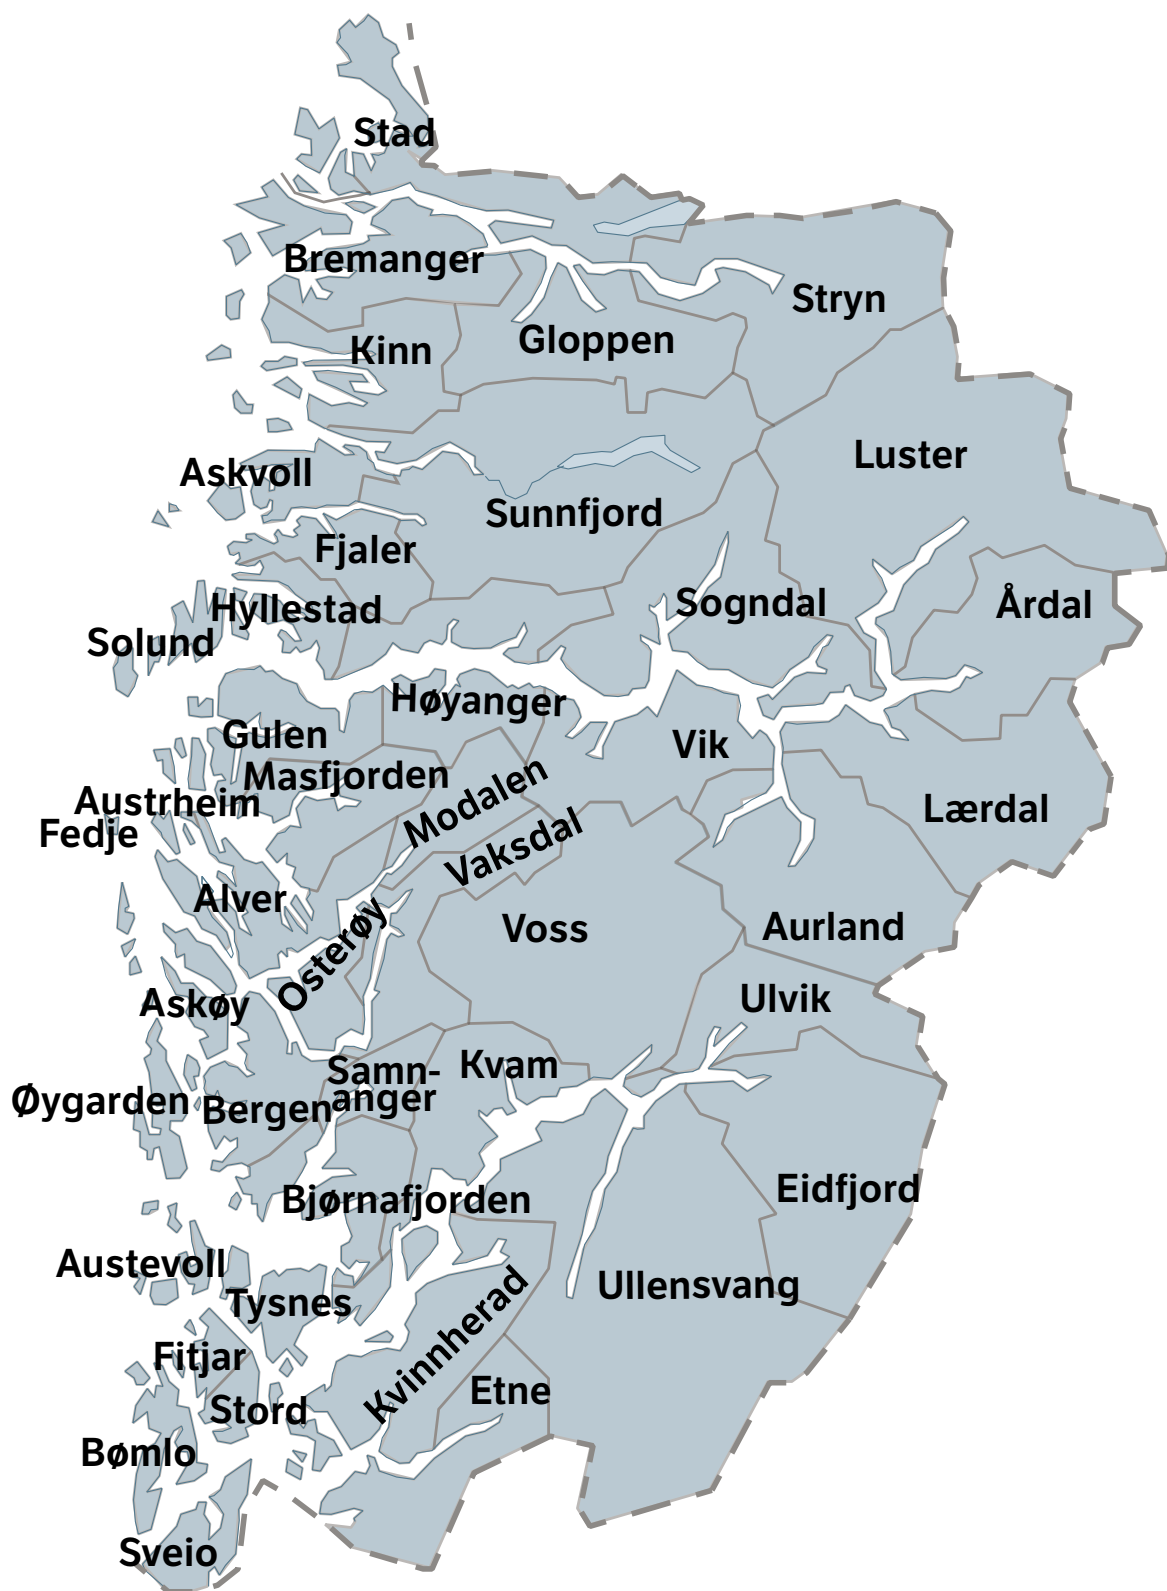 Stad
Bremanger
Stryn
Kinn
Gloppen
Luster
Askvoll
Sunnfjord
Fjaler
Hyllestad
Sogndal
Årdal
Solund
Høyanger
Gulen
Vik
Masfjorden
Modalen
Austrheim
Lærdal
Fedje
Vaksdal
Alver
Osterøy
Voss
Aurland
Askøy
Ulvik
Samn-
anger
Kvam
Øygarden
Bergen
Eidfjord
Bjørnafjorden
Austevoll
Ullensvang
Tysnes
Kvinnherad
Fitjar
Etne
Stord
Bømlo
Sveio